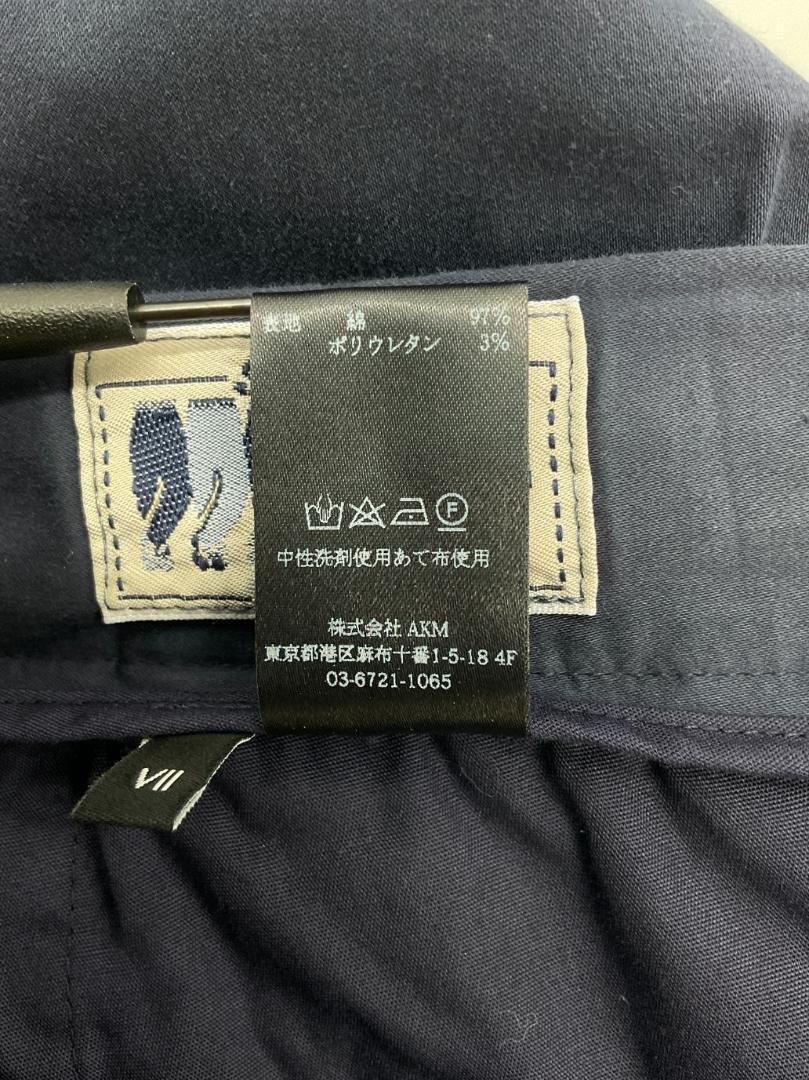 表地 綿 97%
ポリウレタン 3%
F
中性洗剤使用あて布使用
株式会社 AKM
東京都港区麻布十番1-5-18 4F
03-6721-1065
VII